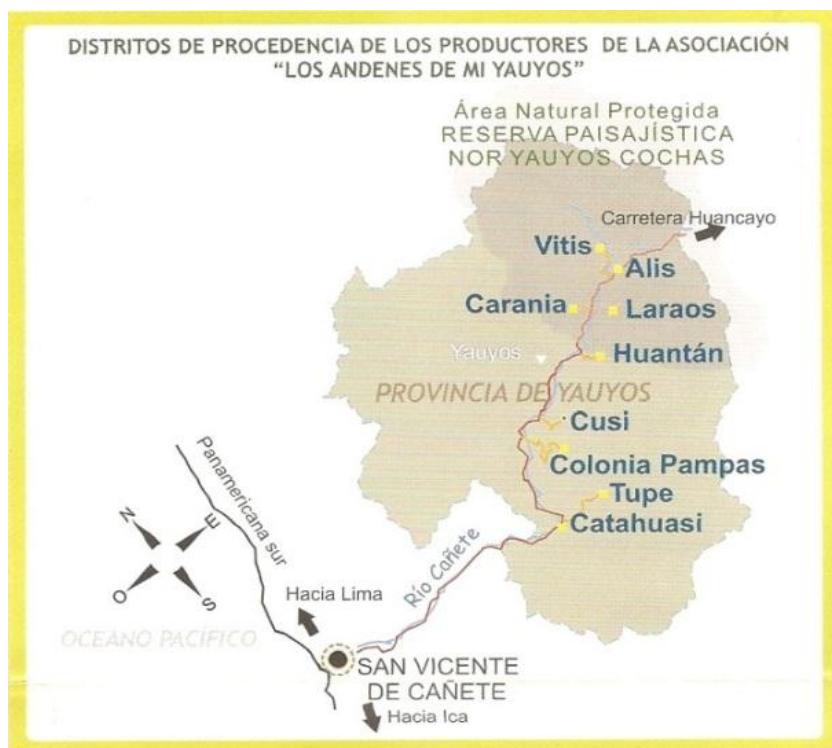 DISTRITOS DE PROCEDENCIA DE LOS PRODUCTORES DE LA ASOCIACIÓN
“LOS ANDENES DE MI YAUYOS”
Área Natural Protegida
RESERVA PAISAJÍSTICA
NOR YAUYOS COCHAS
Carretera Huancayo
Vitis
Alis
Carania
Laraos
Yauyos
Huantán
PROVINCIA DE YAUYOS
Cusi
Colonia Pampas
Tupe
Catahuasi
Panamericana sur
N
E
O
S
Río Cañete
Hacia Lima
OCEANO PACÍFICO
SAN VICENTE
DE CAÑETE
Hacia Ica